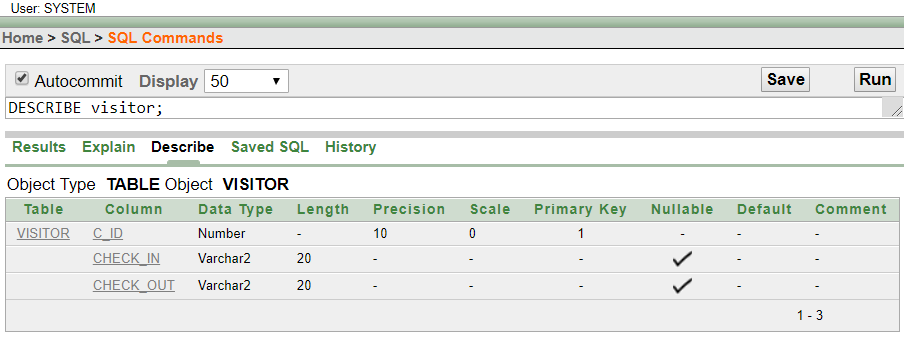 User: SYSTEM
Home > SQL > SQL Commands
Autocommit Display 50 Save Run
DESCRIBE visitor;
Results Explain Describe Saved SQL History
Object Type TABLE Object VISITOR
Table Column Data Type Length Precision Scale Primary Key Nullable Default Comment
VISITOR C_ID Number - 10 0 1 - - -
CHECK_IN Varchar2 20 - - - - -
CHECK_OUT Varchar2 20 - - - - -
1 - 3